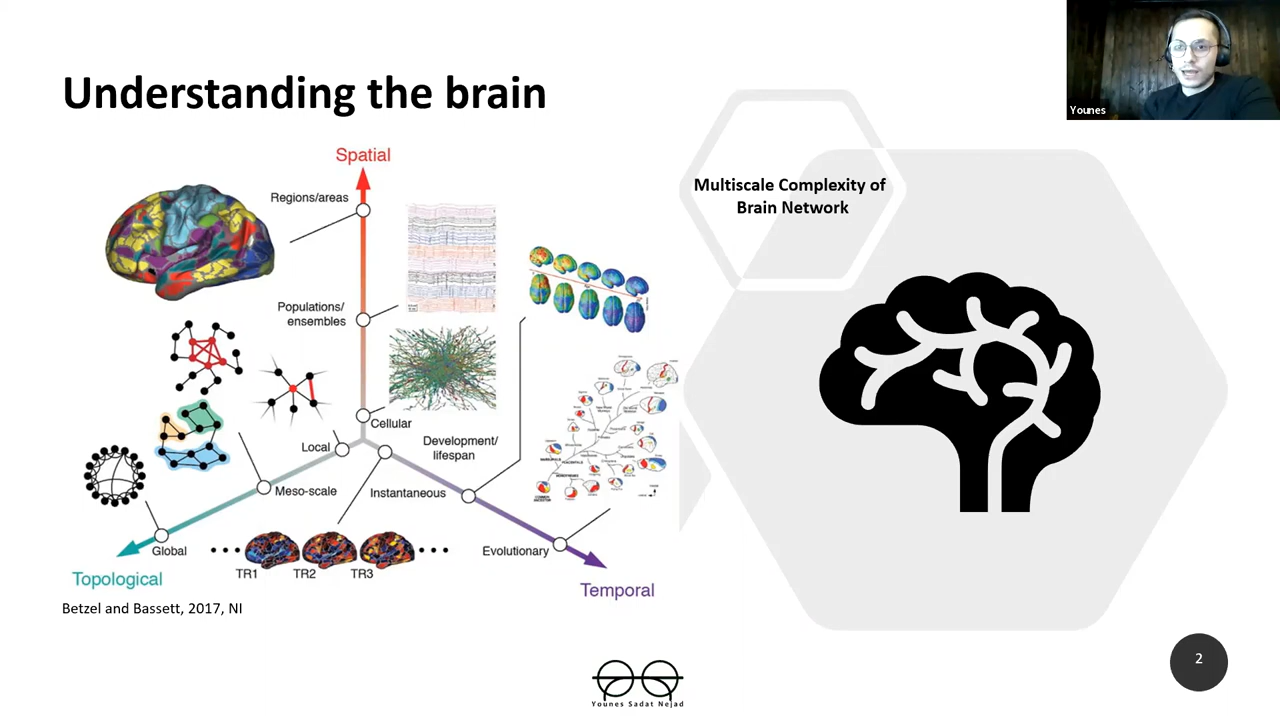 Understanding the brain
Younes
Spatial
Regions/areas
Populations/
ensembles
Cellular
Local
Meso-scale
Global
Topological
Development/
lifespan
Instantaneous
Evolutionary
Temporal
TR1 TR2 TR3
Betzel and Bassett, 2017, NI
Multiscale Complexity of
Brain Network
2
Younes Sadat Nejad